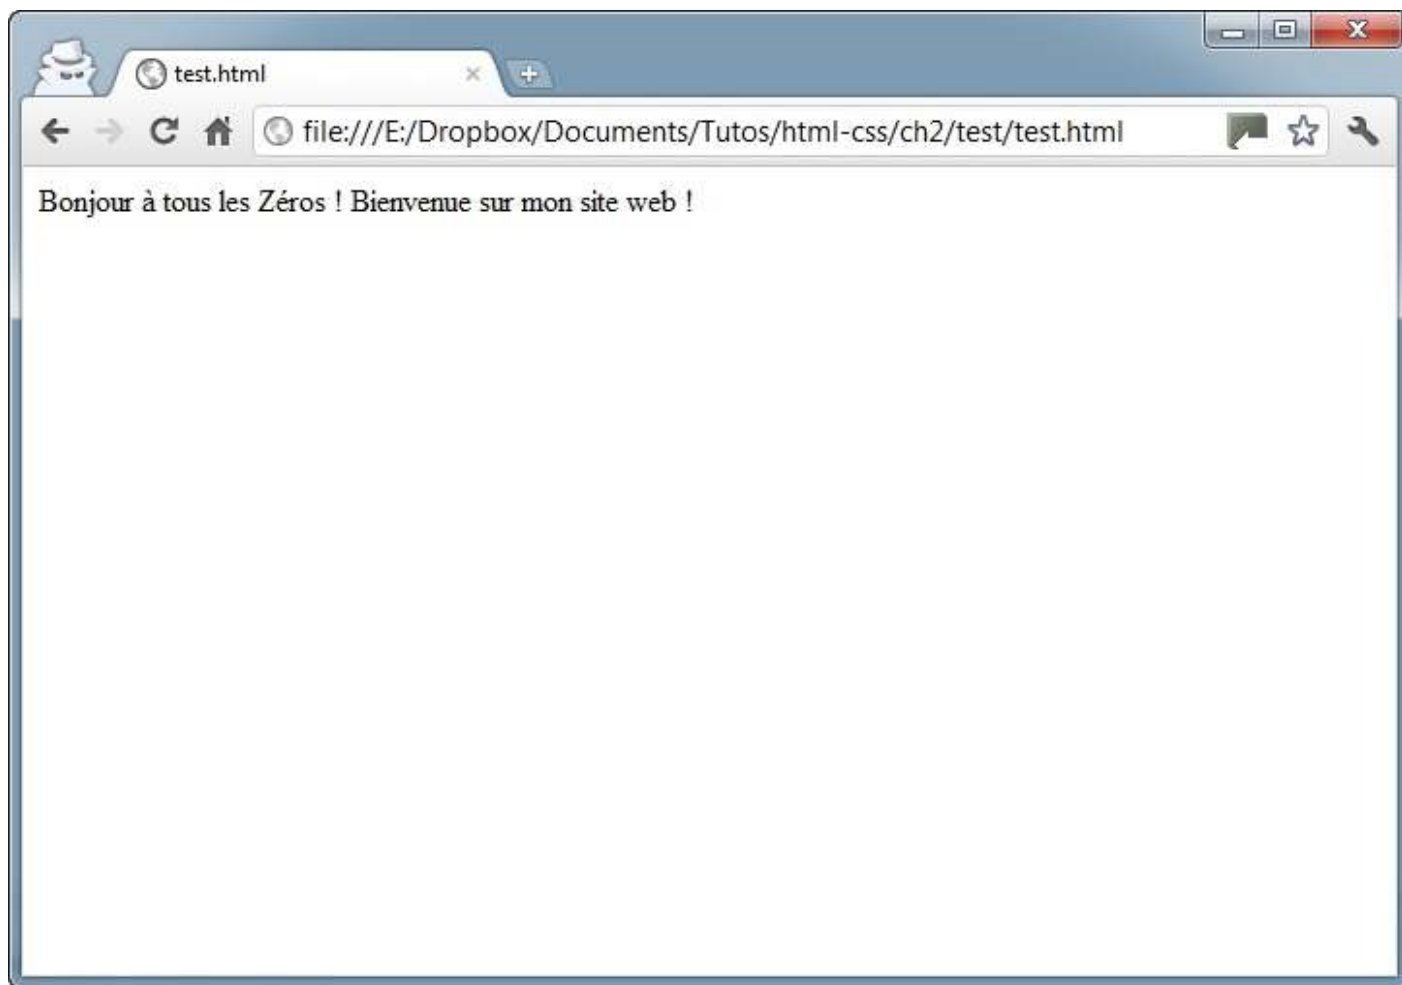 test.html
file:///E:/Dropbox/Documents/Tutos/html-css/ch2/test/test.html
Bonjour à tous les Zéros ! Bienvenue sur mon site web !